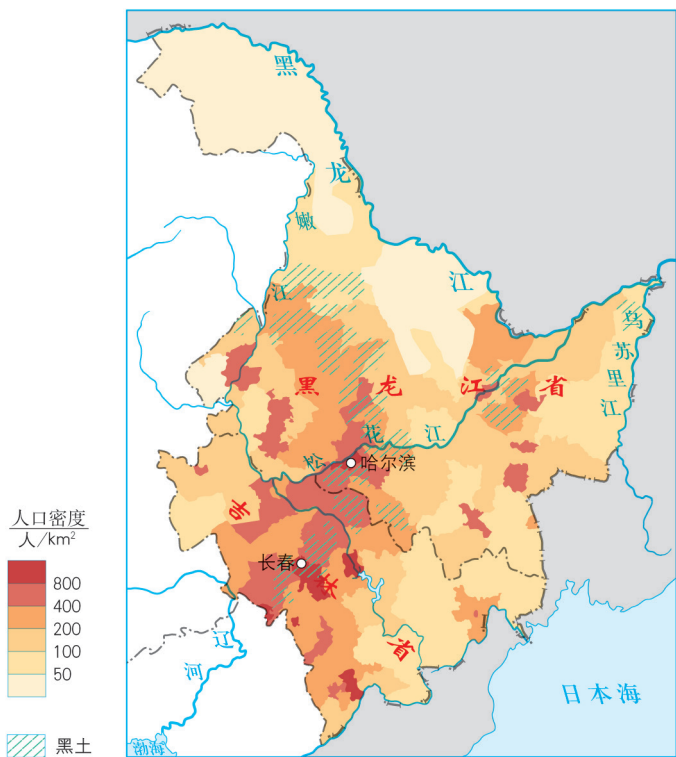 黑
龙
江
嫩
江
乌
苏
里
江
黑龙江省
松花江
哈尔滨
吉
林
省
长春
人口密度
人/km²
800
400
200
100
50
辽
河
日本海
渤海
黑土